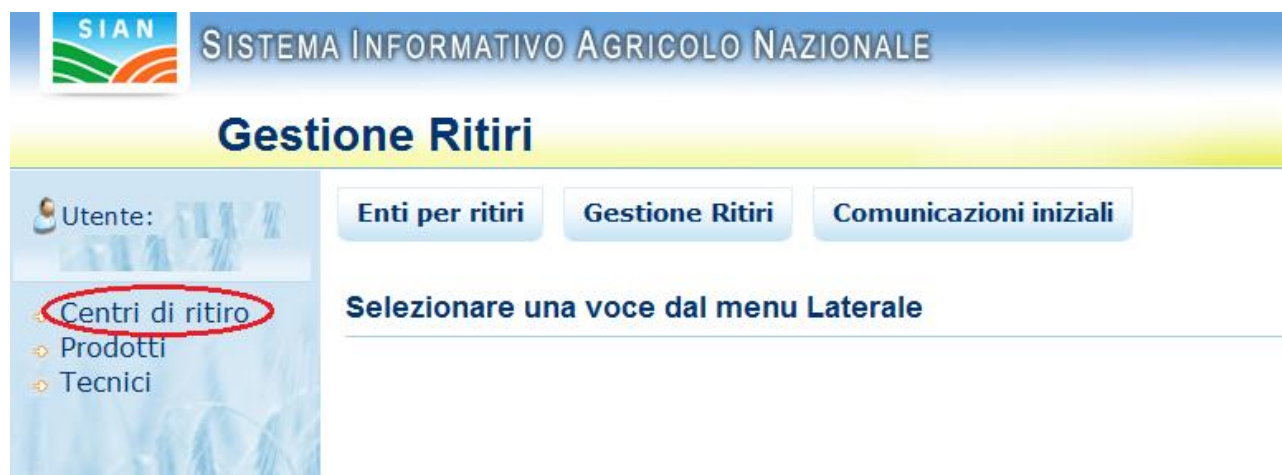 SIAN
SISTEMA INFORMATIVO AGRICOLO NAZIONALE
Gestione Ritiri
Utente:
Enti per ritiri
Gestione Ritiri
Comunicazioni iniziali
Centri di ritiro
Prodotti
Tecnici
Selezionare una voce dal menu Laterale